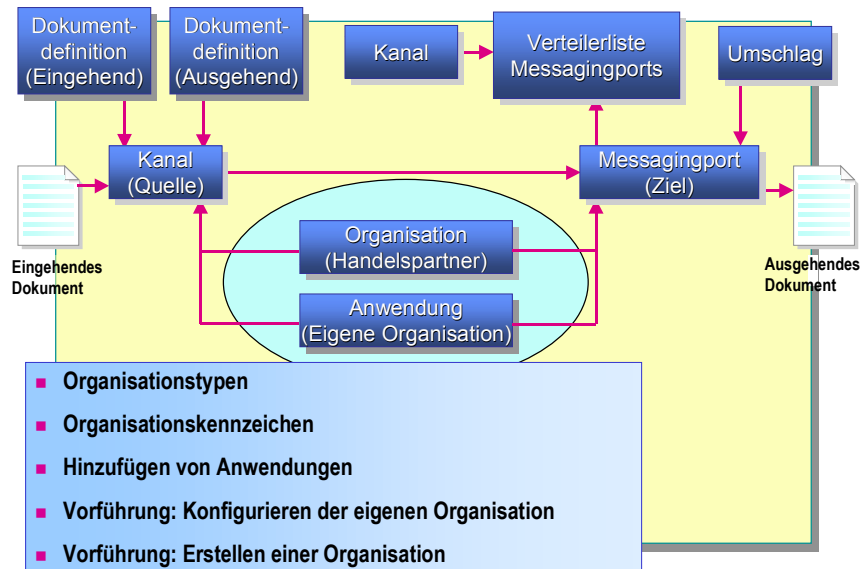 Dokument-
definition
(Eingehend)
Dokument-
definition
(Ausgehend)
Kanal
Verteilerliste
Messagingports
Umschlag
Kanal
(Quelle)
Messagingport
(Ziel)
Eingehendes
Dokument
Organisation
(Handelspartner)
Anwendung
(Eigene Organisation)
Ausgehendes
Dokument
Organisationstypen
Organisationskennzeichen
Hinzufügen von Anwendungen
Vorführung: Konfigurieren der eigenen Organisation
Vorführung: Erstellen einer Organisation